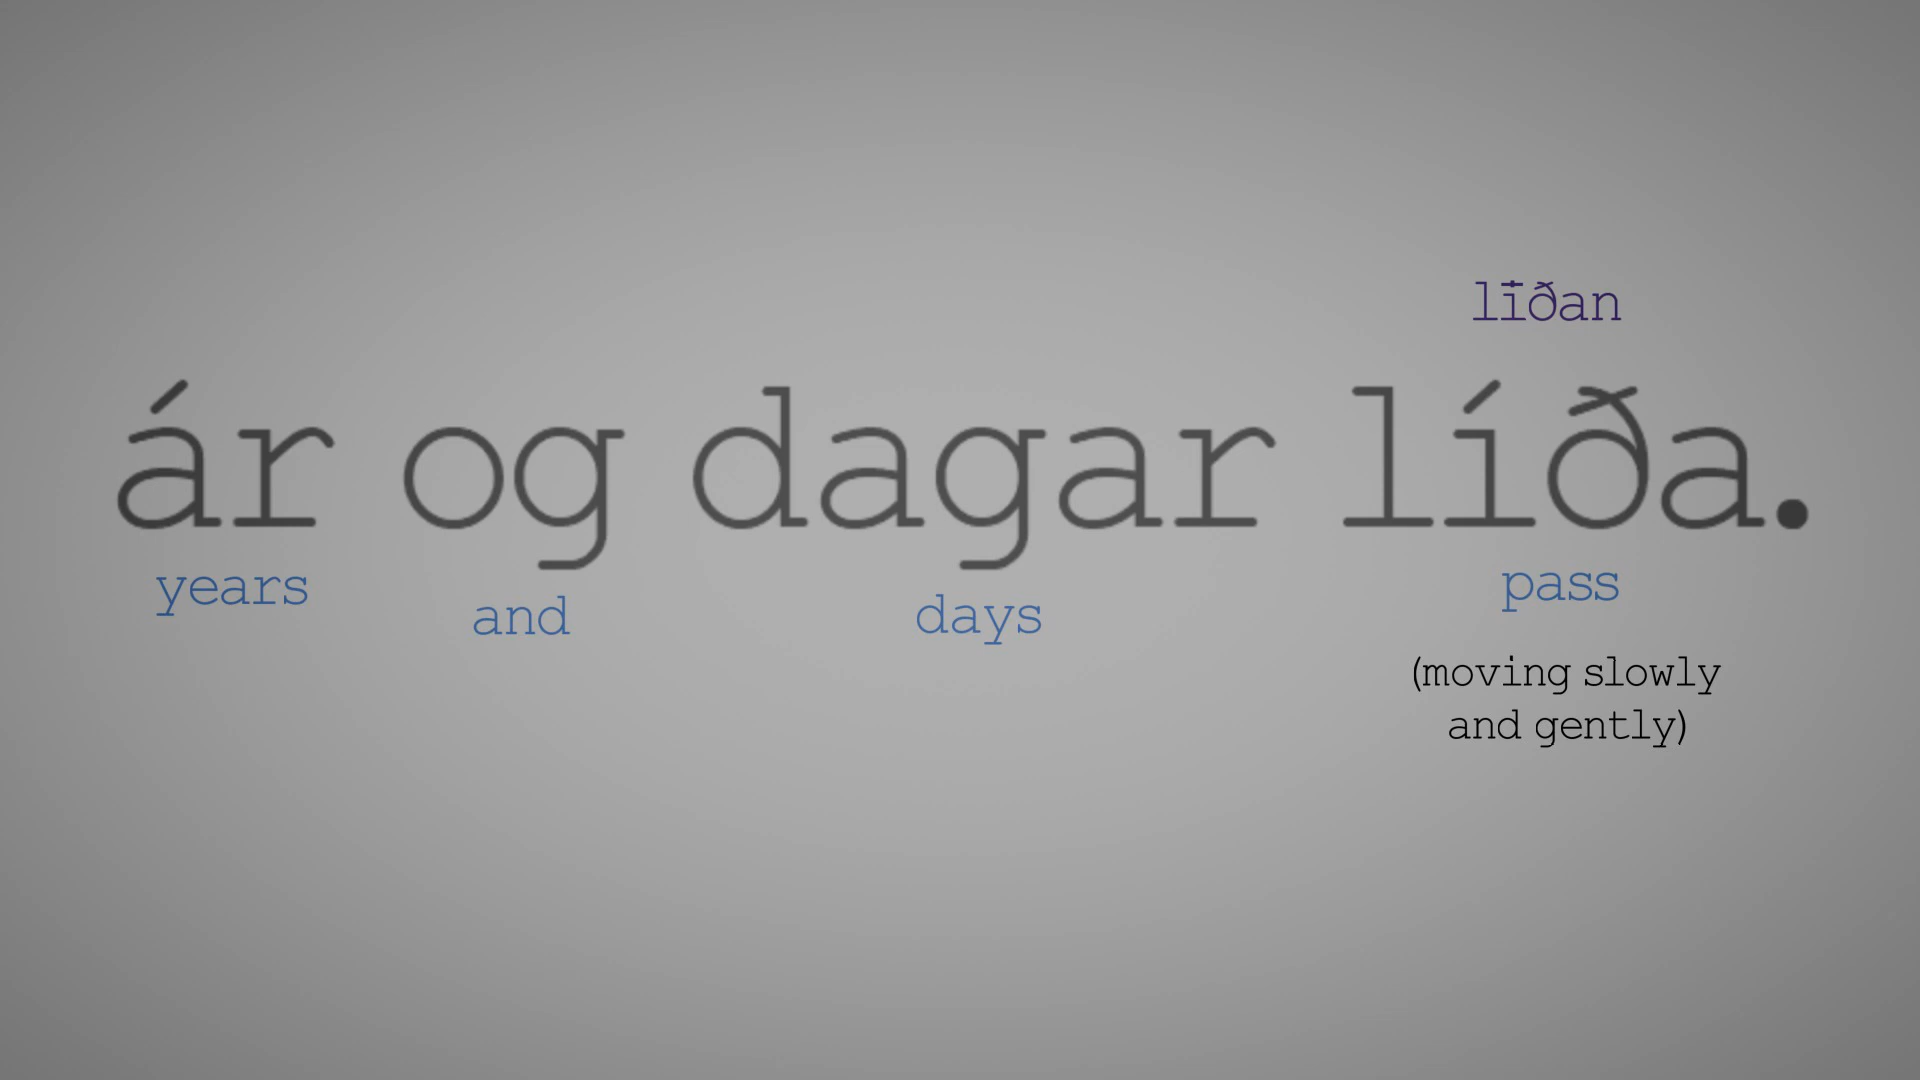 līðan
ár og dagar líða.
years and days pass
(moving slowly
and gently)